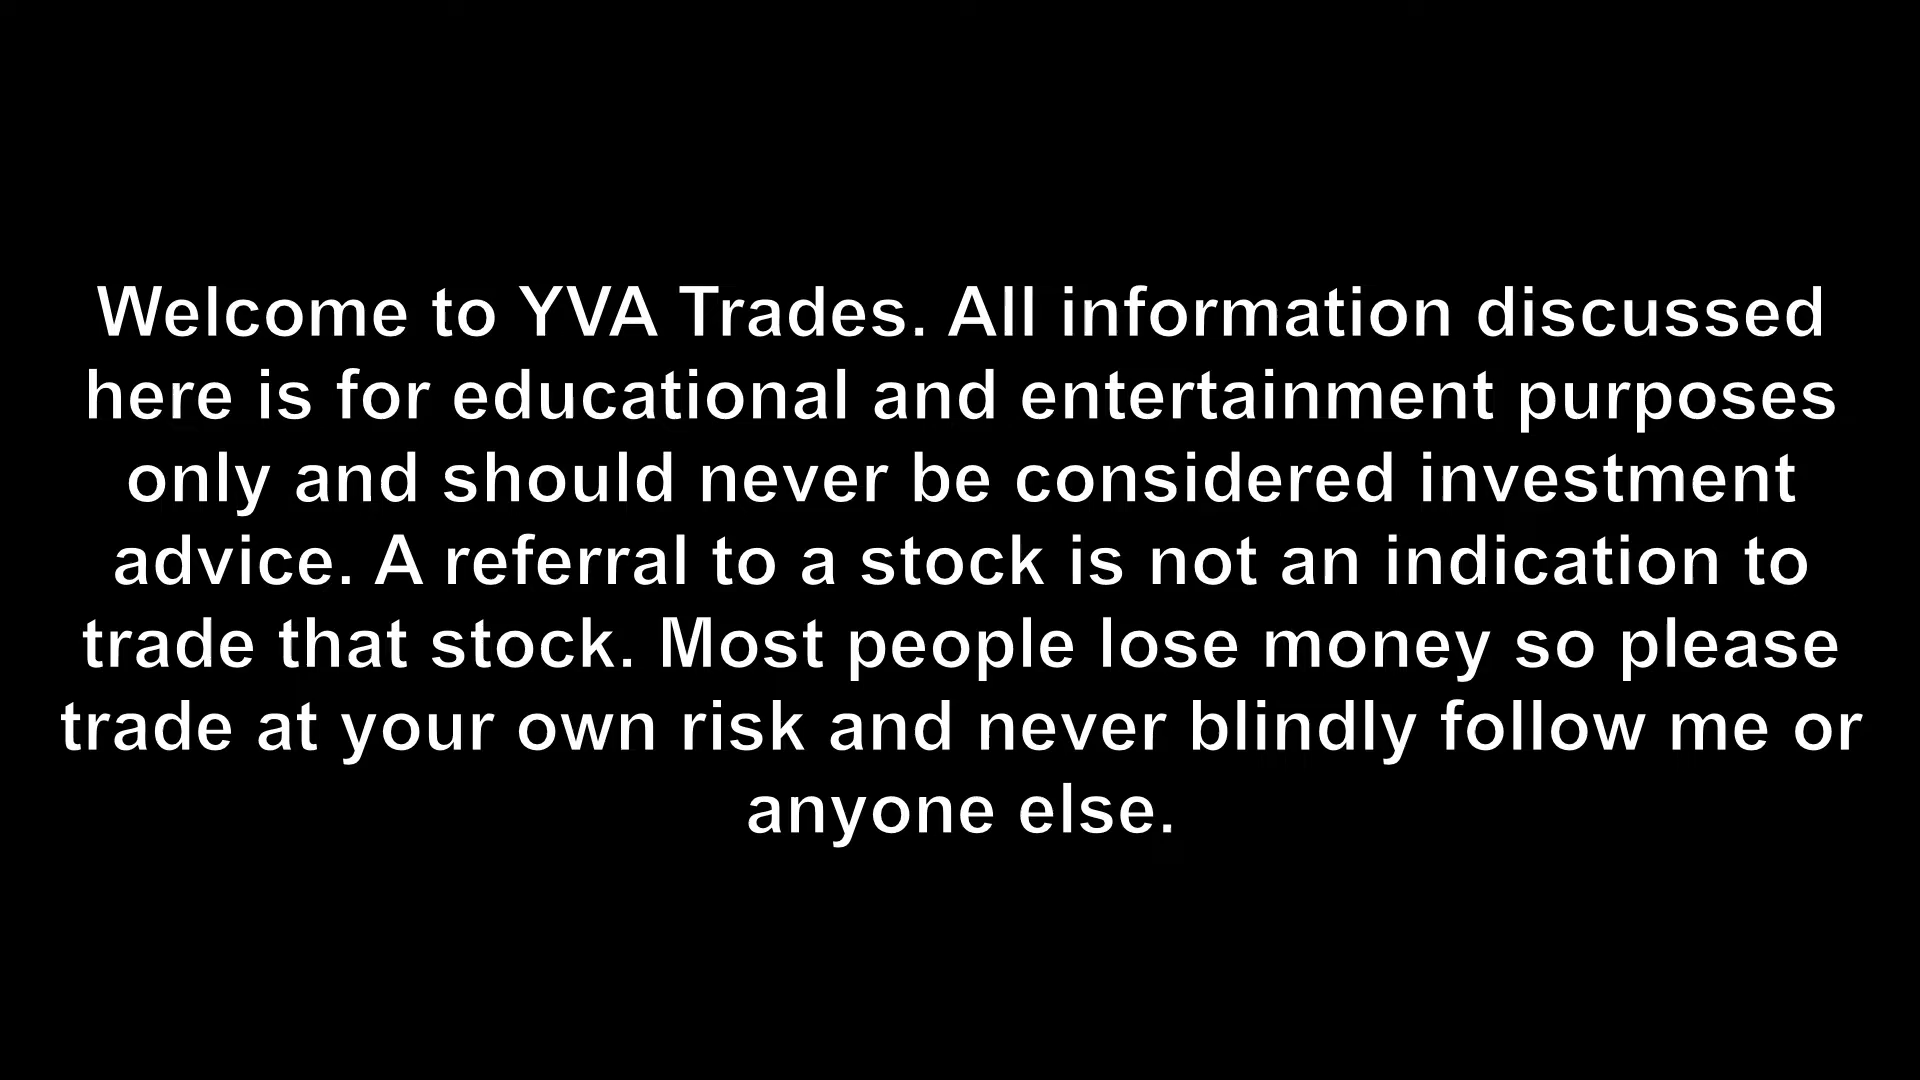 Welcome to YVA Trades. All information discussed
here is for educational and entertainment purposes
only and should never be considered investment
advice. A referral to a stock is not an indication to
trade that stock. Most people lose money so please
trade at your own risk and never blindly follow me or
anyone else.